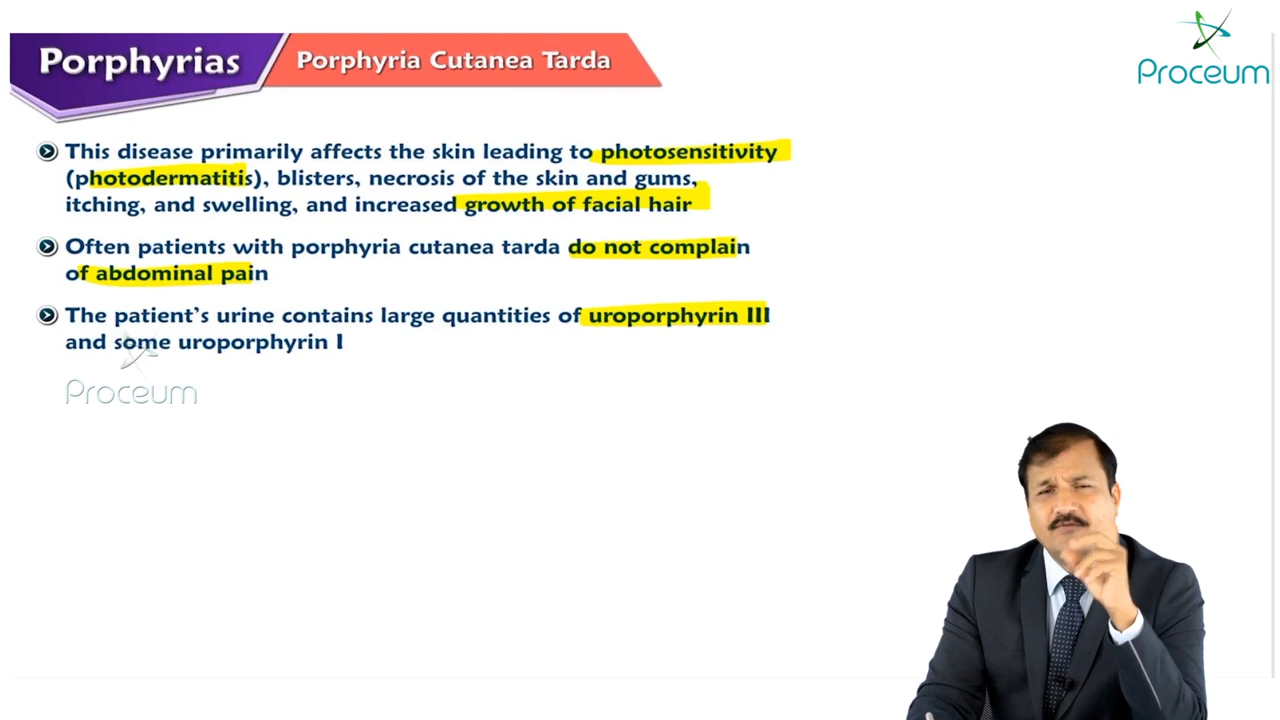 Porphyrias
Porphyria Cutanea Tarda
Proceum
This disease primarily affects the skin leading to photosensitivity
(photodermatitis), blisters, necrosis of the skin and gums,
itching, and swelling, and increased growth of facial hair
Often patients with porphyria cutanea tarda do not complain
of abdominal pain
The patient's urine contains large quantities of uroporphyrin III
and some uroporphyrin I
Proceum